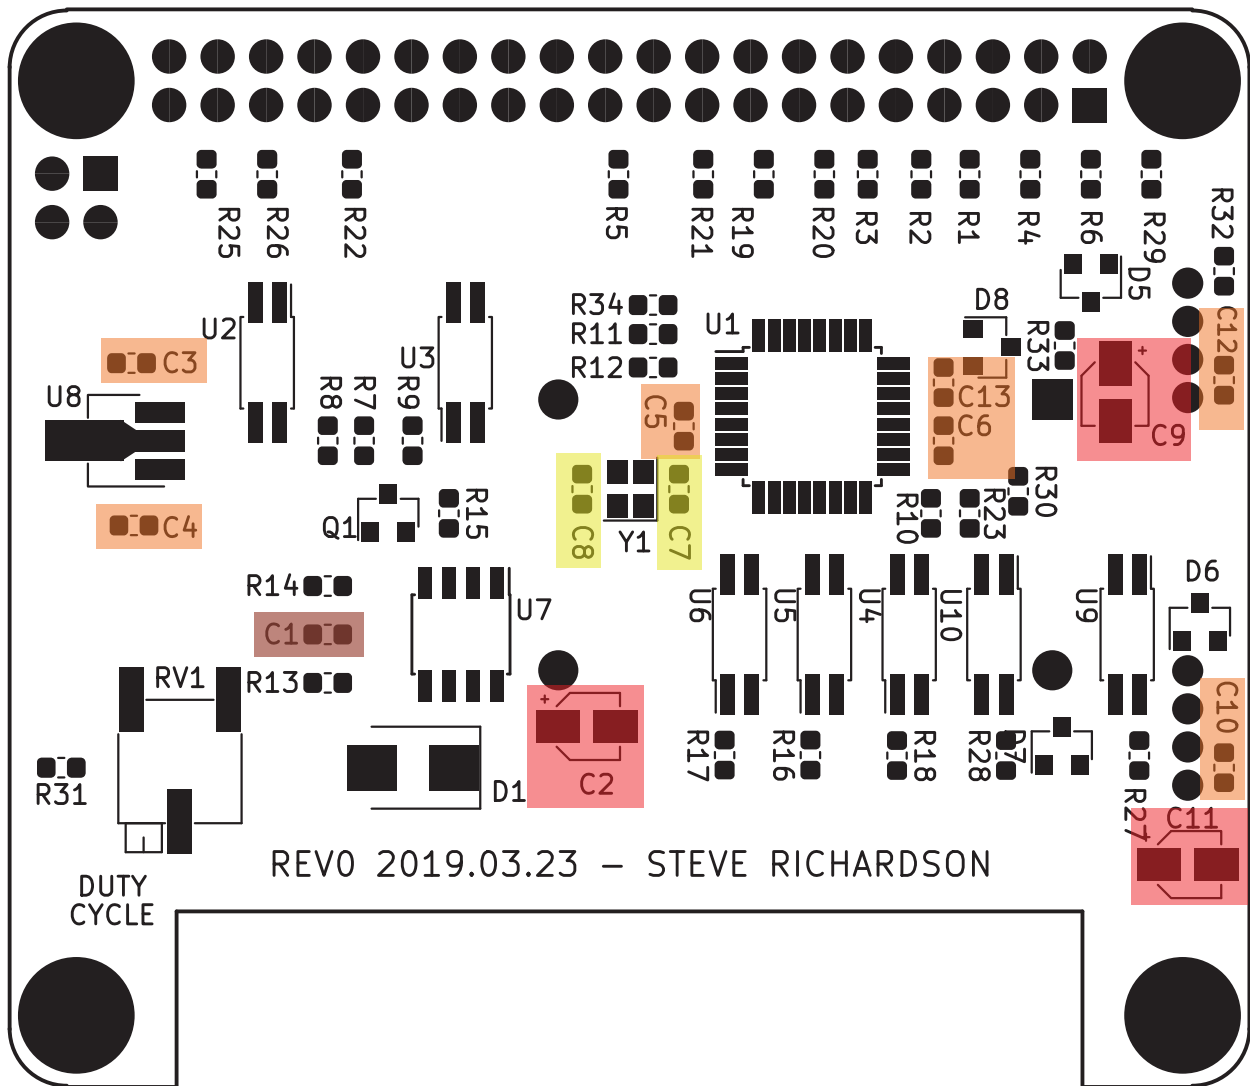 R25
R26
R22
R5
R21
R19
R20
R3
R2
R1
R4
R6
R29
R32
D5
U2
U3
R34
R11
R12
U1
D8
R33
C12
C3
U8
R8
R7
R9
C5
C13
C6
+
C9
C4
Q1
R15
C8
Y1
C7
R10
R23
R30
R14
C1
R13
U7
U6
U5
U4
U10
U9
D6
RV1
+
C2
C10
R31
D1
R17
R16
R18
R28
D7
R27
C11
+
REV0 2019.03.23 – STEVE RICHARDSON
DUTY
CYCLE